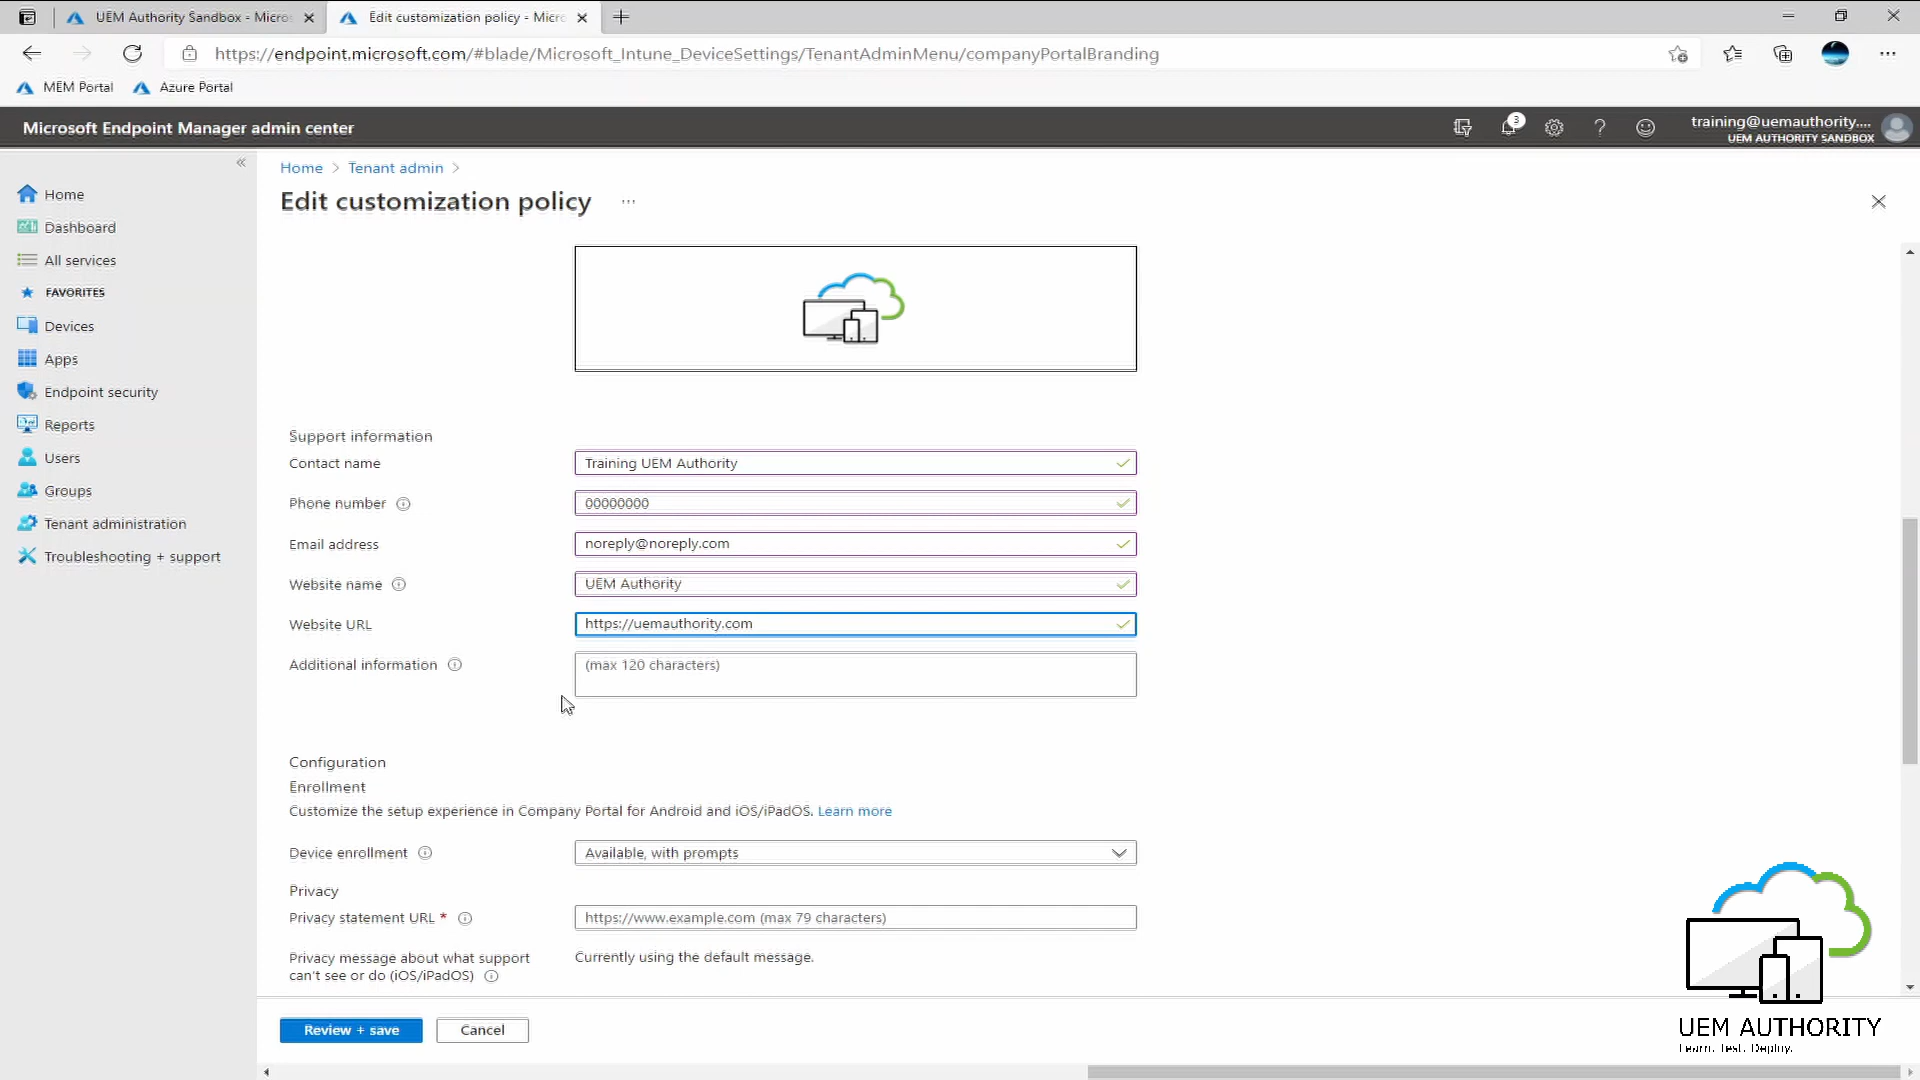 UEM Authority Sandbox - Micros
Edit customization policy - Micro
https://endpoint.microsoft.com/#blade/Microsoft_Intune_DeviceSettings/TenantAdminMenu/companyPortalBranding
MEM Portal
Azure Portal
Microsoft Endpoint Manager admin center
3
training@uemauthority....
UEM AUTHORITY SANDBOX
Home > Tenant admin >
Edit customization policy ...
Home
Dashboard
All services
FAVORITES
Devices
Apps
Endpoint security
Reports
Users
Groups
Tenant administration
Troubleshooting + support
Support information
Contact name
Training UEM Authority
Phone number
00000000
Email address
noreply@noreply.com
Website name
UEM Authority
Website URL
https://uemauthority.com
Additional information
(max 120 characters)
Configuration
Enrollment
Customize the setup experience in Company Portal for Android and iOS/iPadOS. Learn more
Device enrollment
Available, with prompts
Privacy
Privacy statement URL *
https://www.example.com (max 79 characters)
Privacy message about what support
can't see or do (iOS/iPadOS)
Currently using the default message.
Review + save
Cancel
UEM AUTHORITY
Learn. Test. Deploy.